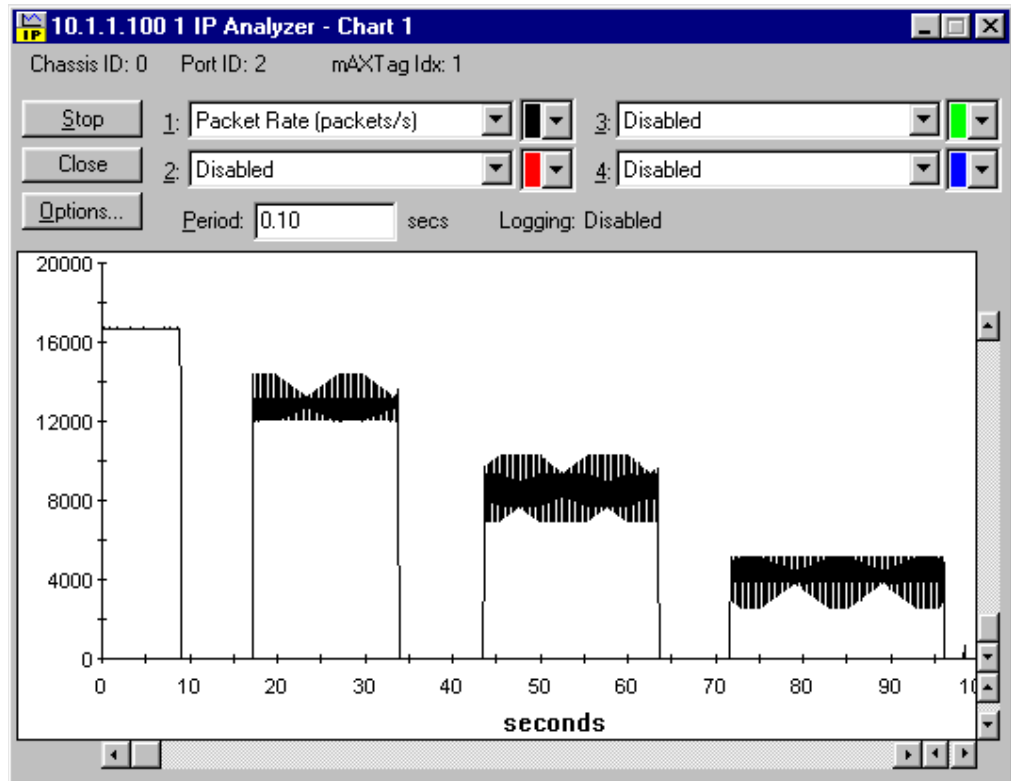 IP 10.1.1.100 1 IP Analyzer - Chart 1
Chassis ID: 0 Port ID: 2 mAXTag Idx: 1
Stop 1: Packet Rate (packets/s) 3: Disabled
Close 2: Disabled 4: Disabled
Options... Period: 0.10 secs Logging: Disabled
20000
16000
12000
8000
4000
0
0 10 20 30 40 50 60 70 80 90
seconds